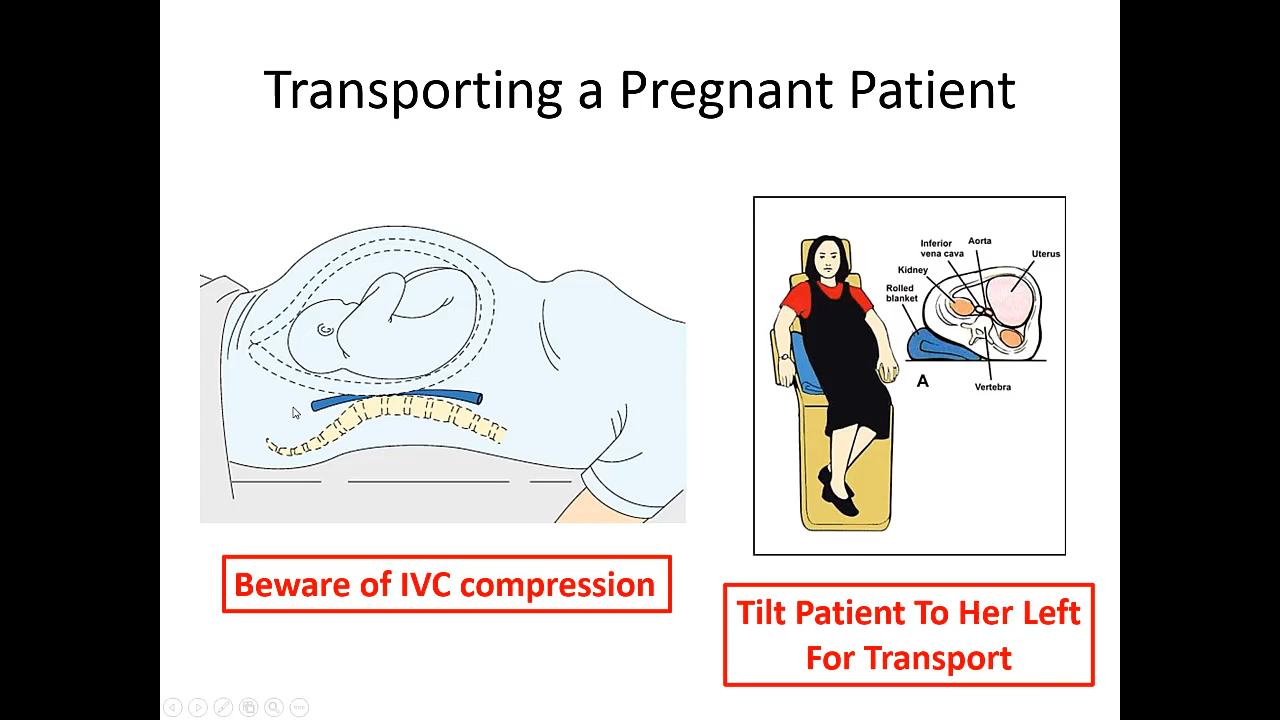 Transporting a Pregnant Patient
Beware of IVC compression
Inferior
vena cava
Aorta
Uterus
Kidney
Rolled
blanket
A
Vertebra
Tilt Patient To Her Left
For Transport